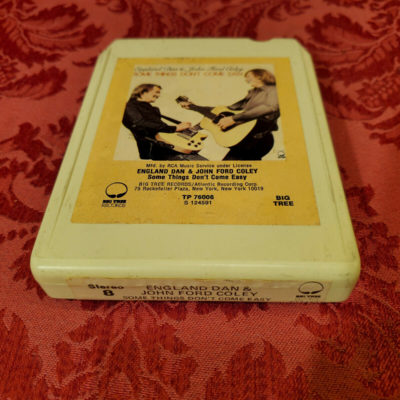 England Dan & John Ford Coley
SOME THINGS DON'T COME EASY
Mfd. by RCA Music Service under License
ENGLAND DAN & JOHN FORD COLEY
Some Things Don't Come Easy
BIG TREE RECORDS/Atlantic Recording Corp.
75 Rockefeller Plaza, New York, New York 10019
BIG TREE
RECORDS
TP 76006
S 124591
BIG
TREE
Stereo
8
ENGLAND DAN &
JOHN FORD COLEY
SOME THINGS DON'T COME EASY
BIG TREE
RECORDS